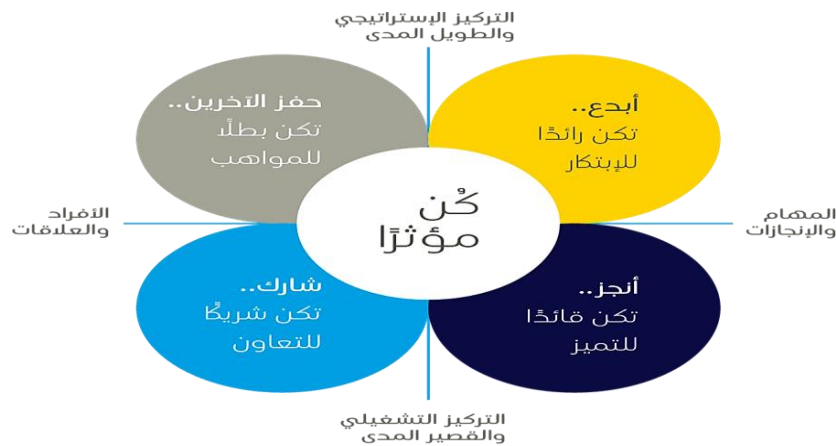 التركيز الإستراتيجي
والطويل المدى
أبدع..
تكن رائدًا
للإبتكار
حفز الآخرين..
تكن بطلًا
للمواهب
المهام
والإنجازات
كُن
مؤثرًا
الأفراد
والعلاقات
أنجز..
تكن قائدًا
للتميز
شارك..
تكن شريكًا
للتعاون
التركيز التشغيلي
والقصير المدى